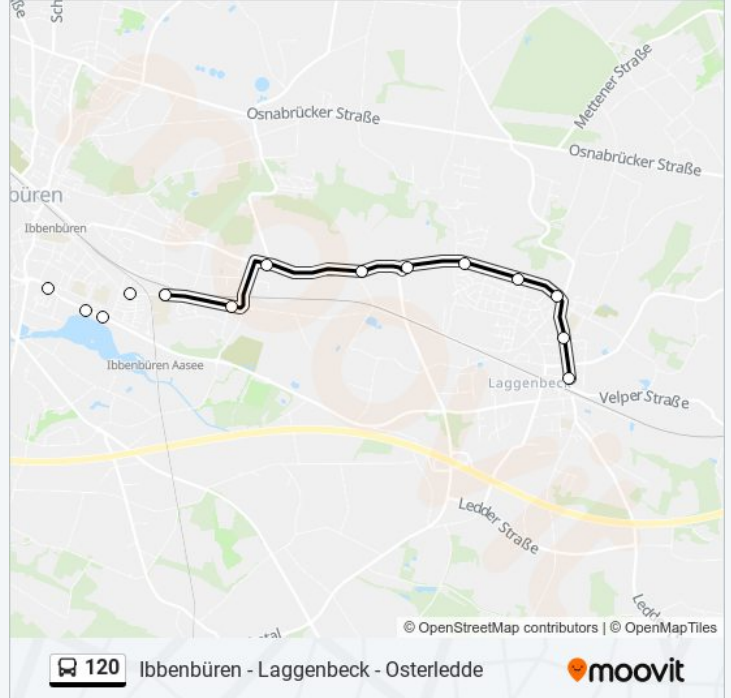 Osnabrücker Straße
Mettener Straße
Osnabrücker Straße
büren
Ibbenbüren
Ibbenbüren Aasee
Laggenbeck
Velper Straße
Ledder Straße
© OpenStreetMap contributors | © OpenMapTiles
120 Ibbenbüren - Laggenbeck - Osterledde
moovit